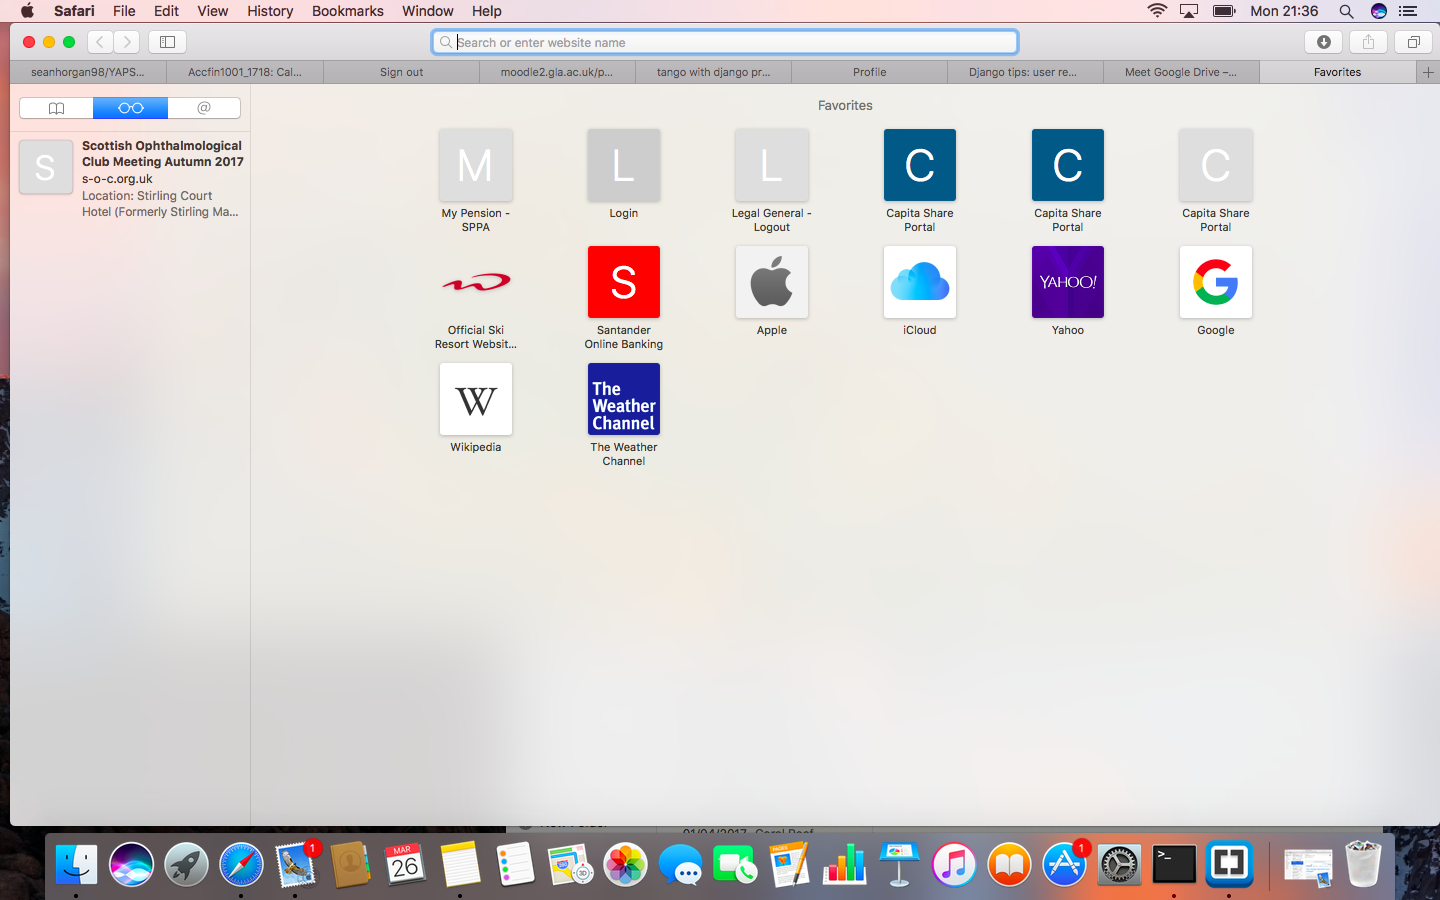 Safari File Edit View History Bookmarks Window Help
Mon 21:36
Search or enter website name
seanhorgan98/YAPS...
Accfin1001_1718: Cal...
Sign out
moodle2.gla.ac.uk/p...
tango with django pr...
Profile
Django tips: user re...
Meet Google Drive –...
Favorites
@
S
Scottish Ophthalmological
Club Meeting Autumn 2017
s-o-c.org.uk
Location: Stirling Court
Hotel (Formerly Stirling Ma...
Favorites
M
My Pension -
SPPA
L
Login
L
Legal General -
Logout
C
Capita Share
Portal
C
Capita Share
Portal
C
Capita Share
Portal
Official Ski
Resort Websit...
S
Santander
Online Banking
Apple
iCloud
YAHOO!
Yahoo
G
Google
W
Wikipedia
The
Weather
Channel
The Weather
Channel
1
MAR
26
PAGES
3D
1
>_